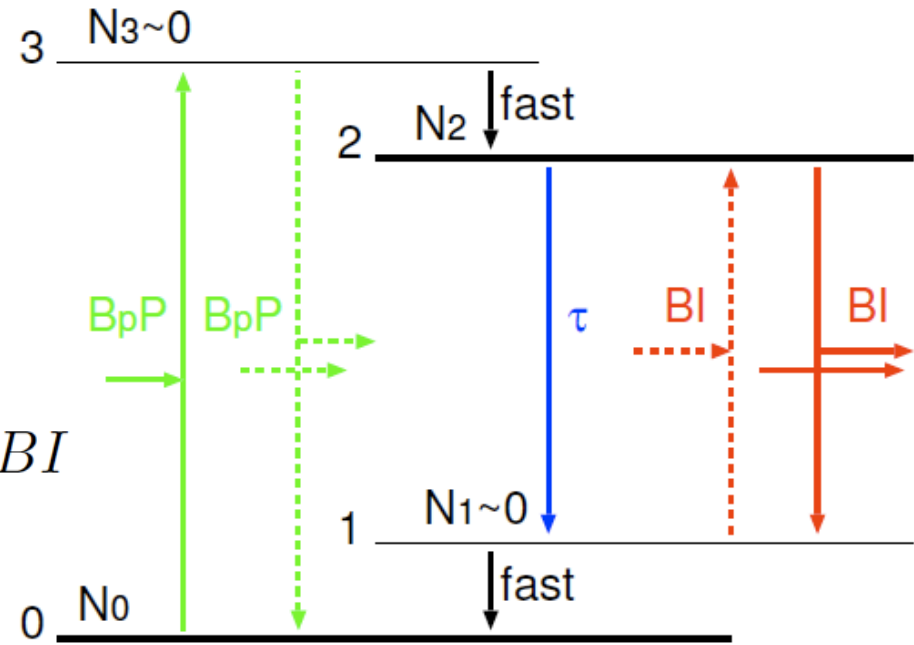 3 N3~0
fast
2 N2
BpP BpP τ BI BI
BI
1 N1~0
fast
0 N0